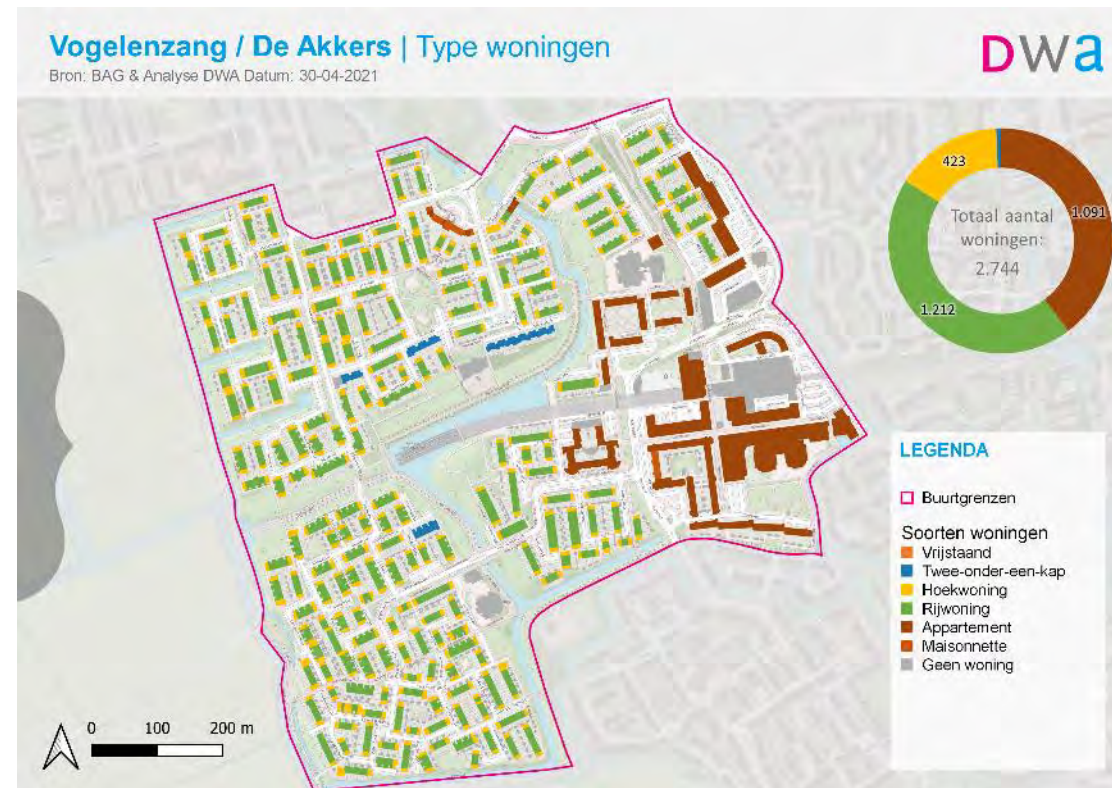 Vogelenzang / De Akkers | Type woningen
Bron: BAG & Analyse DWA Datum: 30-04-2021
DWa
423
1.091
Totaal aantal
woningen:
2.744
1.212
LEGENDA
Buurtgrenzen
Soorten woningen
Vrijstaand
Twee-onder-een-kap
Hoekwoning
Rijwoning
Appartement
Maisonnette
Geen woning
0 100 200 m